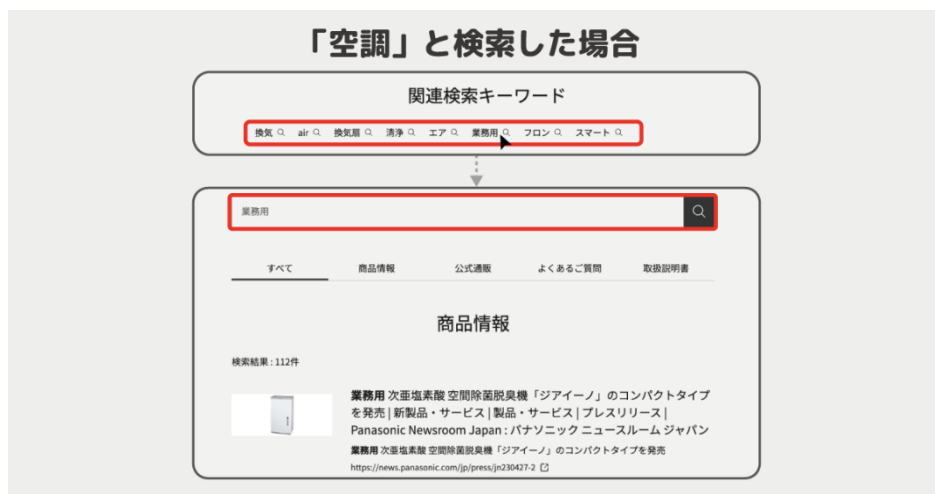 「空調」と検索した場合
関連検索キーワード
換気 air 換気扇 清浄 エア 業務用 フロン スマート
業務用
すべて 商品情報 公式通販 よくあるご質問 取扱説明書
商品情報
検索結果 : 112件
業務用 次亜塩素酸 空間除菌脱臭機「ジアイーノ」のコンパクトタイプ
を発売 | 新製品・サービス | 製品・サービス | プレスリリース |
Panasonic Newsroom Japan : パナソニック ニュースルーム ジャパン
業務用 次亜塩素酸 空間除菌脱臭機「ジアイーノ」のコンパクトタイプを発売
https://news.panasonic.com/jp/press/jn230427-2